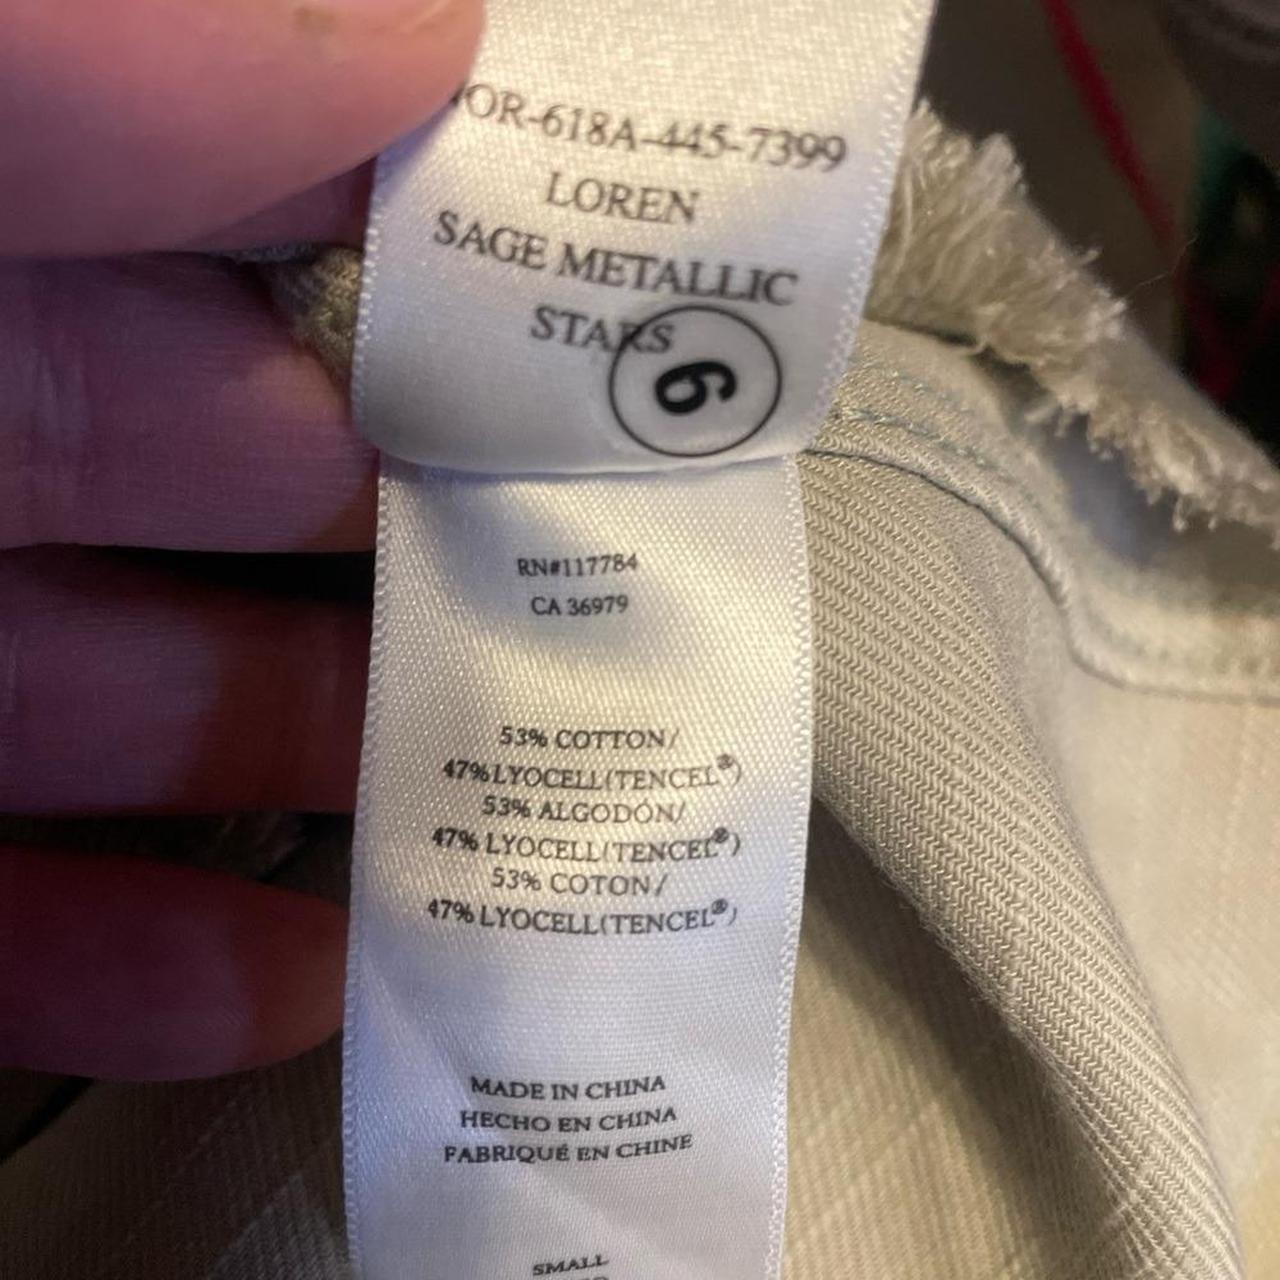 OR-618A-445-7399
LOREN
SAGE METALLIC
STARS
6
RN#117784
CA 36979
53% COTTON/
47%LYOCELL(TENCEL®)
53% ALGODÓN/
47% LYOCELL(TENCEL®)
53% COTON/
47% LYOCELL(TENCEL®)
MADE IN CHINA
HECHO EN CHINA
FABRIQUÉ EN CHINE
SMALL